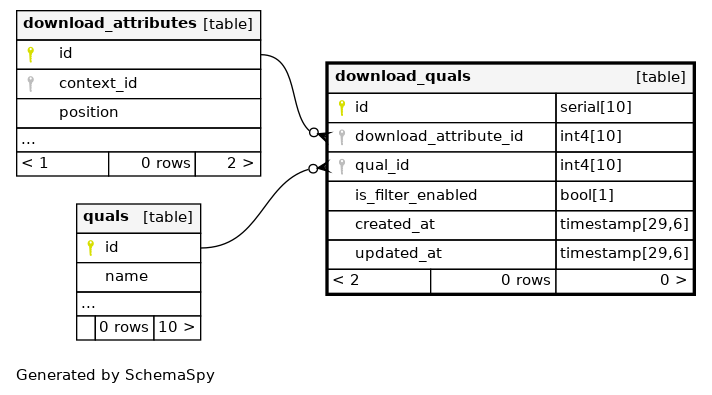 download_attributes [table]
id
context_id
position
...
< 1 0 rows 2 >
download_quals [table]
id serial[10]
download_attribute_id int4[10]
qual_id int4[10]
is_filter_enabled bool[1]
created_at timestamp[29,6]
updated_at timestamp[29,6]
< 2 0 rows 0 >
quals [table]
id
name
...
0 rows 10 >
Generated by SchemaSpy